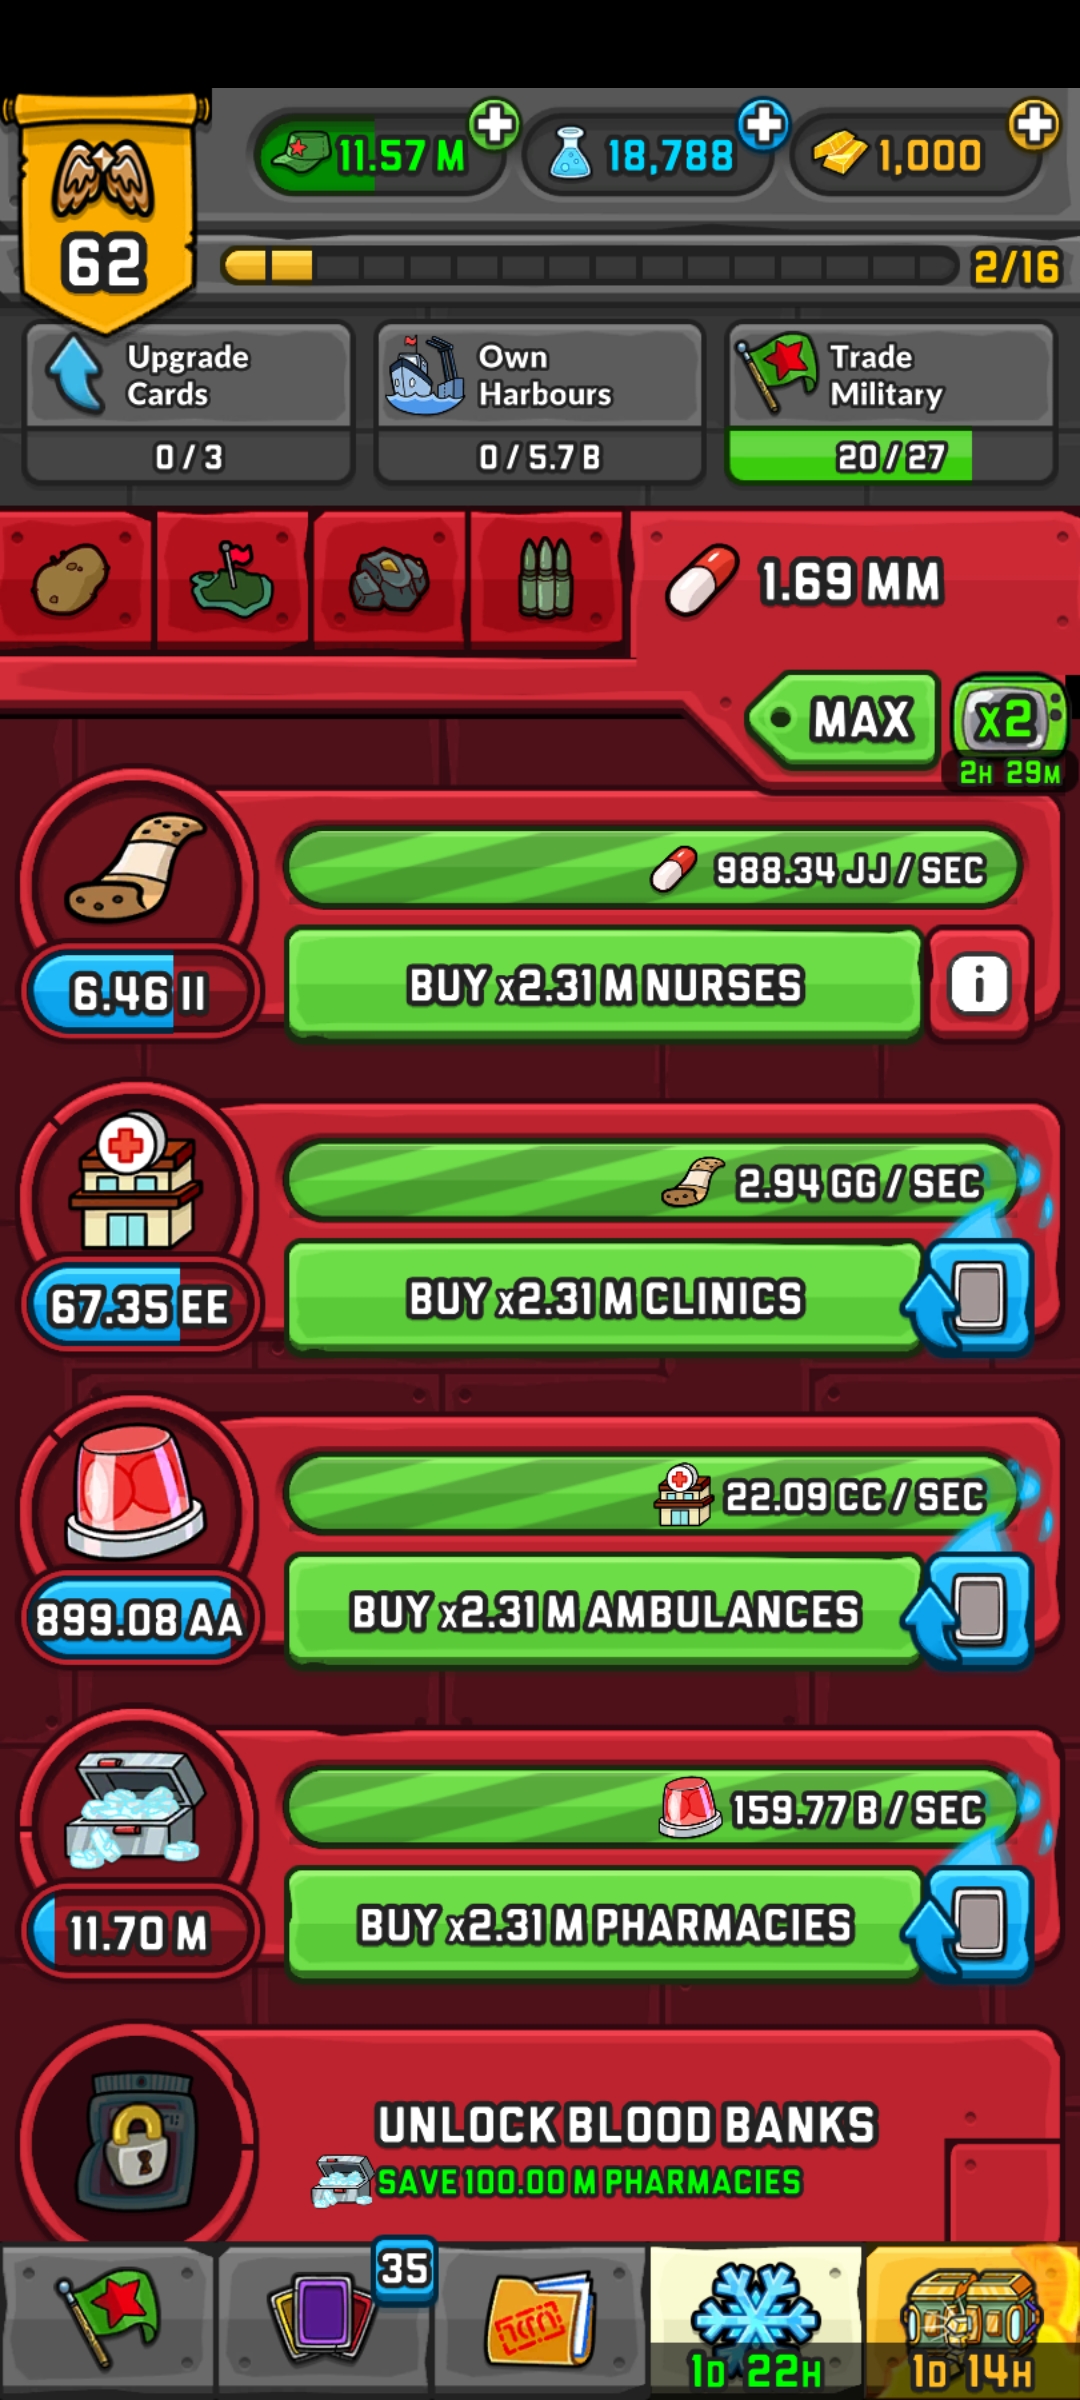 62
11.57 M
18,788
1,000
2/16
Upgrade
Cards
0 / 3
Own
Harbours
0 / 5.7 B
Trade
Military
20 / 27
1.69 MM
MAX
x2
2H 29M
988.34 JJ / SEC
6.46 II
BUY x2.31 M NURSES
i
2.94 GG / SEC
67.35 EE
BUY x2.31 M CLINICS
22.09 CC / SEC
899.08 AA
BUY x2.31 M AMBULANCES
159.77 B / SEC
11.70 M
BUY x2.31 M PHARMACIES
UNLOCK BLOOD BANKS
SAVE 100.00 M PHARMACIES
35
1D 22H
1D 14H